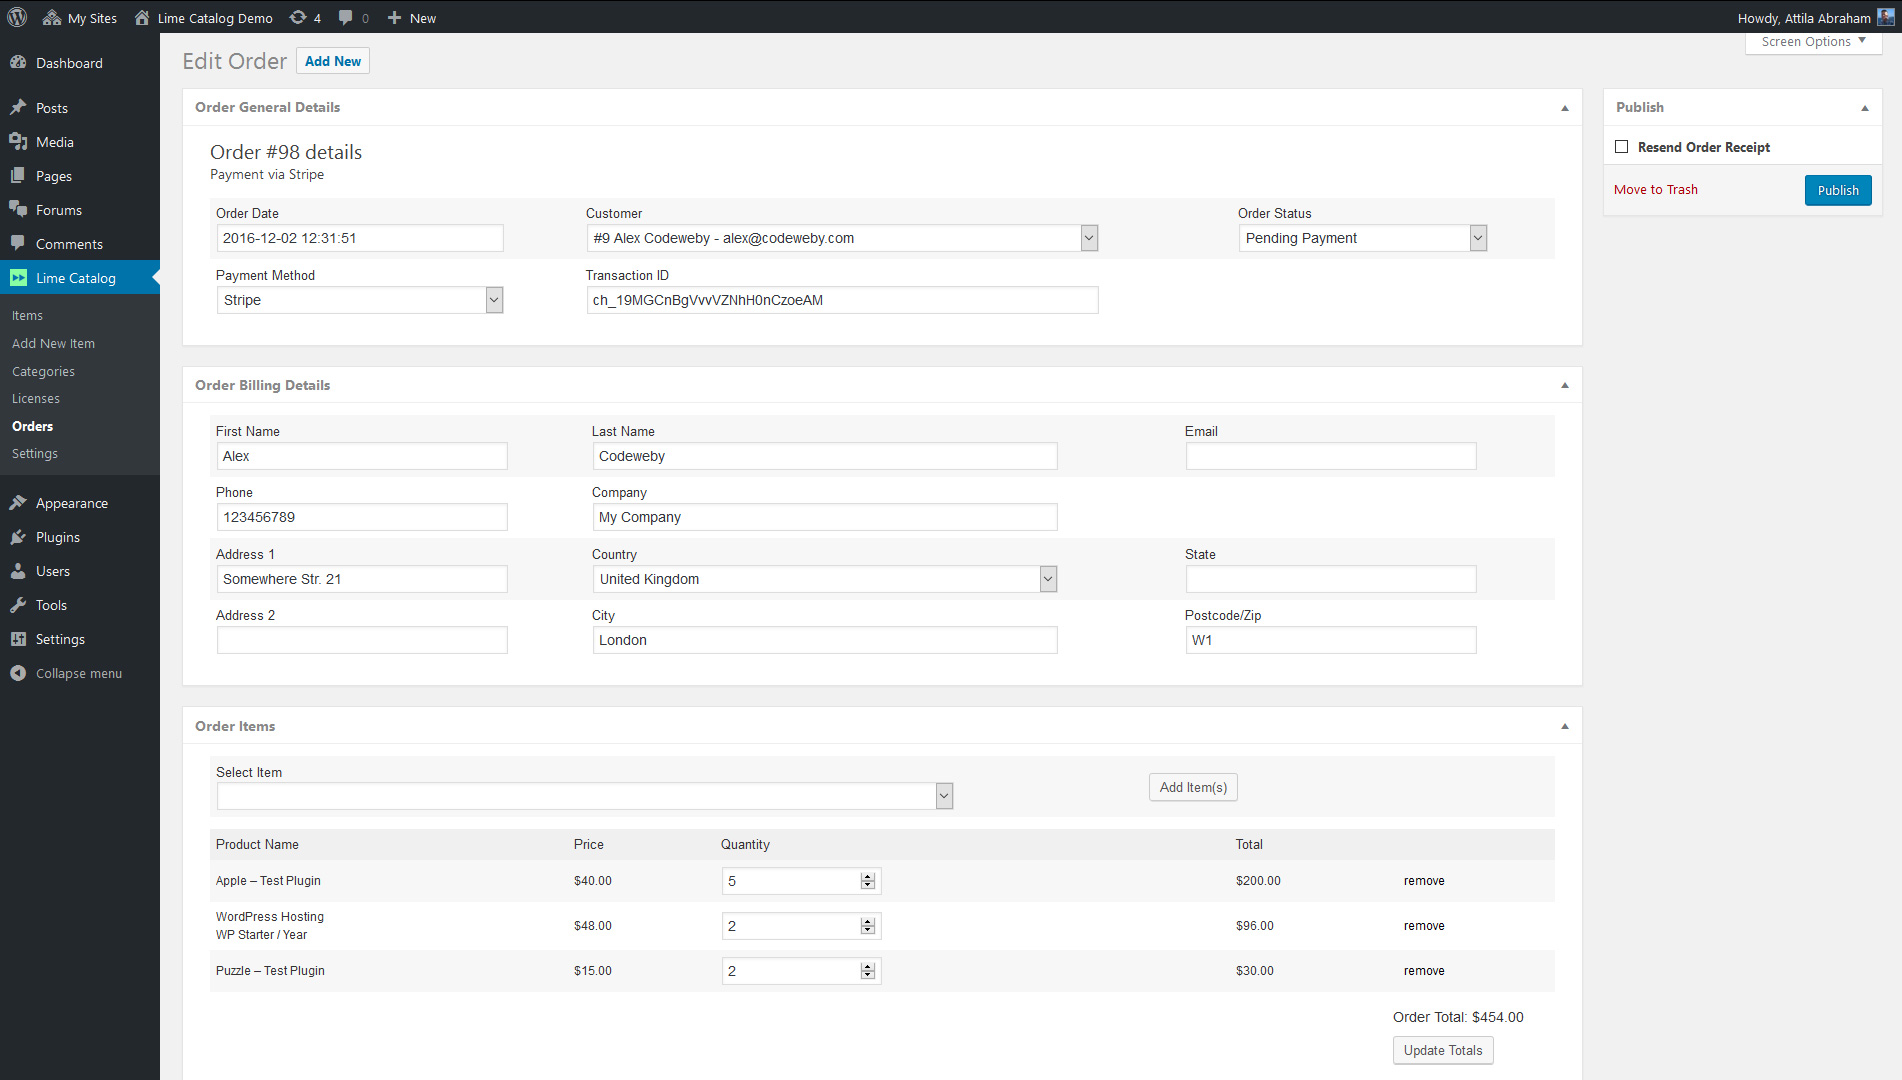 My Sites
Lime Catalog Demo
4
0
New
Howdy, Attila Abraham
Screen Options
Dashboard
Posts
Media
Pages
Forums
Comments
Lime Catalog
Items
Add New Item
Categories
Licenses
Orders
Settings
Appearance
Plugins
Users
Tools
Settings
Collapse menu
Edit Order
Add New
Order General Details
Order #98 details
Payment via Stripe
Order Date
Customer
Order Status
2016-12-02 12:31:51
#9 Alex Codeweby - alex@codeweby.com
Pending Payment
Payment Method
Transaction ID
Stripe
ch_19MGCnBgVvvVZNhH0nCzoeAM
Publish
Resend Order Receipt
Move to Trash
Publish
Order Billing Details
First Name
Last Name
Email
Alex
Codeweby
Phone
Company
123456789
My Company
Address 1
Country
State
Somewhere Str. 21
United Kingdom
Address 2
City
Postcode/Zip
London
W1
Order Items
Select Item
Add Item(s)
Product Name
Price
Quantity
Total
Apple – Test Plugin
$40.00
5
$200.00
remove
WordPress Hosting
WP Starter / Year
$48.00
2
$96.00
remove
Puzzle – Test Plugin
$15.00
2
$30.00
remove
Order Total: $454.00
Update Totals